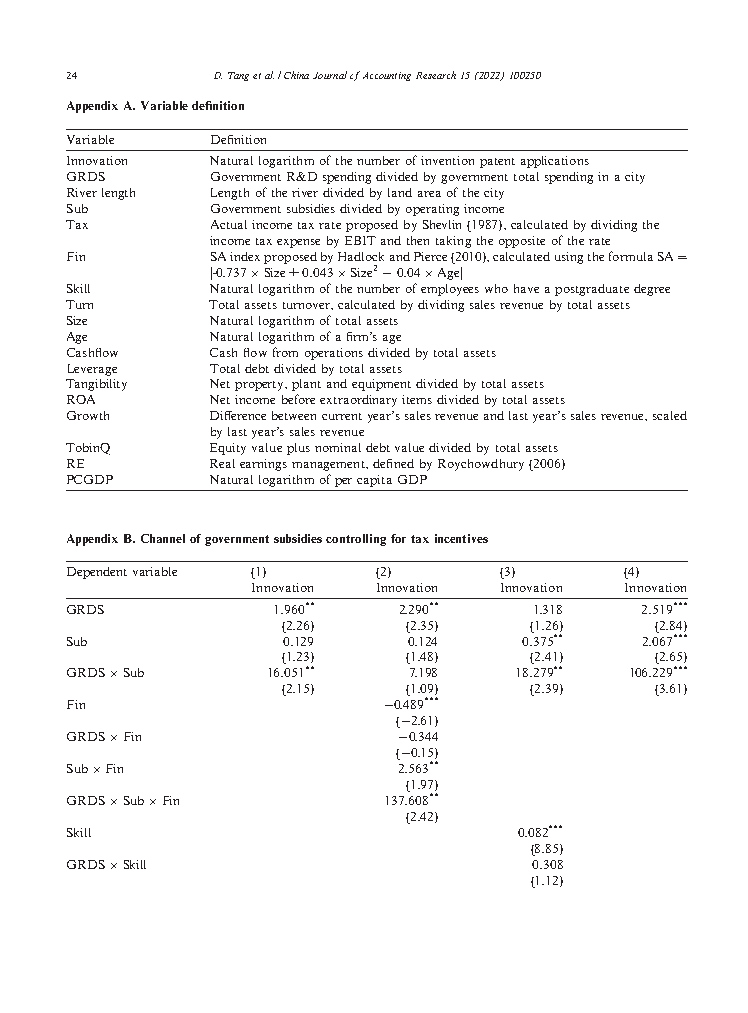 24 D. Tang et al. / China Journal of Accounting Research 15 (2022) 100250
Appendix A. Variable definition
Variable Definition
Innovation Natural logarithm of the number of invention patent applications
GRDS Government R&D spending divided by government total spending in a city
River length Length of the river divided by land area of the city
Sub Government subsidies divided by operating income
Tax Actual income tax rate proposed by Shevlin (1987), calculated by dividing the
income tax expense by EBIT and then taking the opposite of the rate
Fin SA index proposed by Hadlock and Pierce (2010), calculated using the formula SA =
|-0.737 × Size + 0.043 × Size² − 0.04 × Age|
Skill Natural logarithm of the number of employees who have a postgraduate degree
Turn Total assets turnover, calculated by dividing sales revenue by total assets
Size Natural logarithm of total assets
Age Natural logarithm of a firm's age
Cashflow Cash flow from operations divided by total assets
Leverage Total debt divided by total assets
Tangibility Net property, plant and equipment divided by total assets
ROA Net income before extraordinary items divided by total assets
Growth Difference between current year's sales revenue and last year's sales revenue, scaled
by last year's sales revenue
TobinQ Equity value plus nominal debt value divided by total assets
RE Real earnings management, defined by Roychowdhury (2006)
PCGDP Natural logarithm of per capita GDP
Appendix B. Channel of government subsidies controlling for tax incentives
Dependent variable (1) (2) (3) (4)
Innovation Innovation Innovation Innovation
GRDS 1.960** 2.290** 1.318 2.519***
(2.26) (2.35) (1.26) (2.84)
Sub 0.129 0.124 0.375** 2.067***
(1.23) (1.48) (2.41) (2.65)
GRDS × Sub 16.051** 7.198 18.279** 106.229***
(2.15) (1.09) (2.39) (3.61)
Fin −0.489***
(−2.61)
GRDS × Fin −0.344
(−0.15)
Sub × Fin 2.563**
(1.97)
GRDS × Sub × Fin 137.608**
(2.42)
Skill 0.082***
(8.85)
GRDS × Skill 0.308
(1.12)